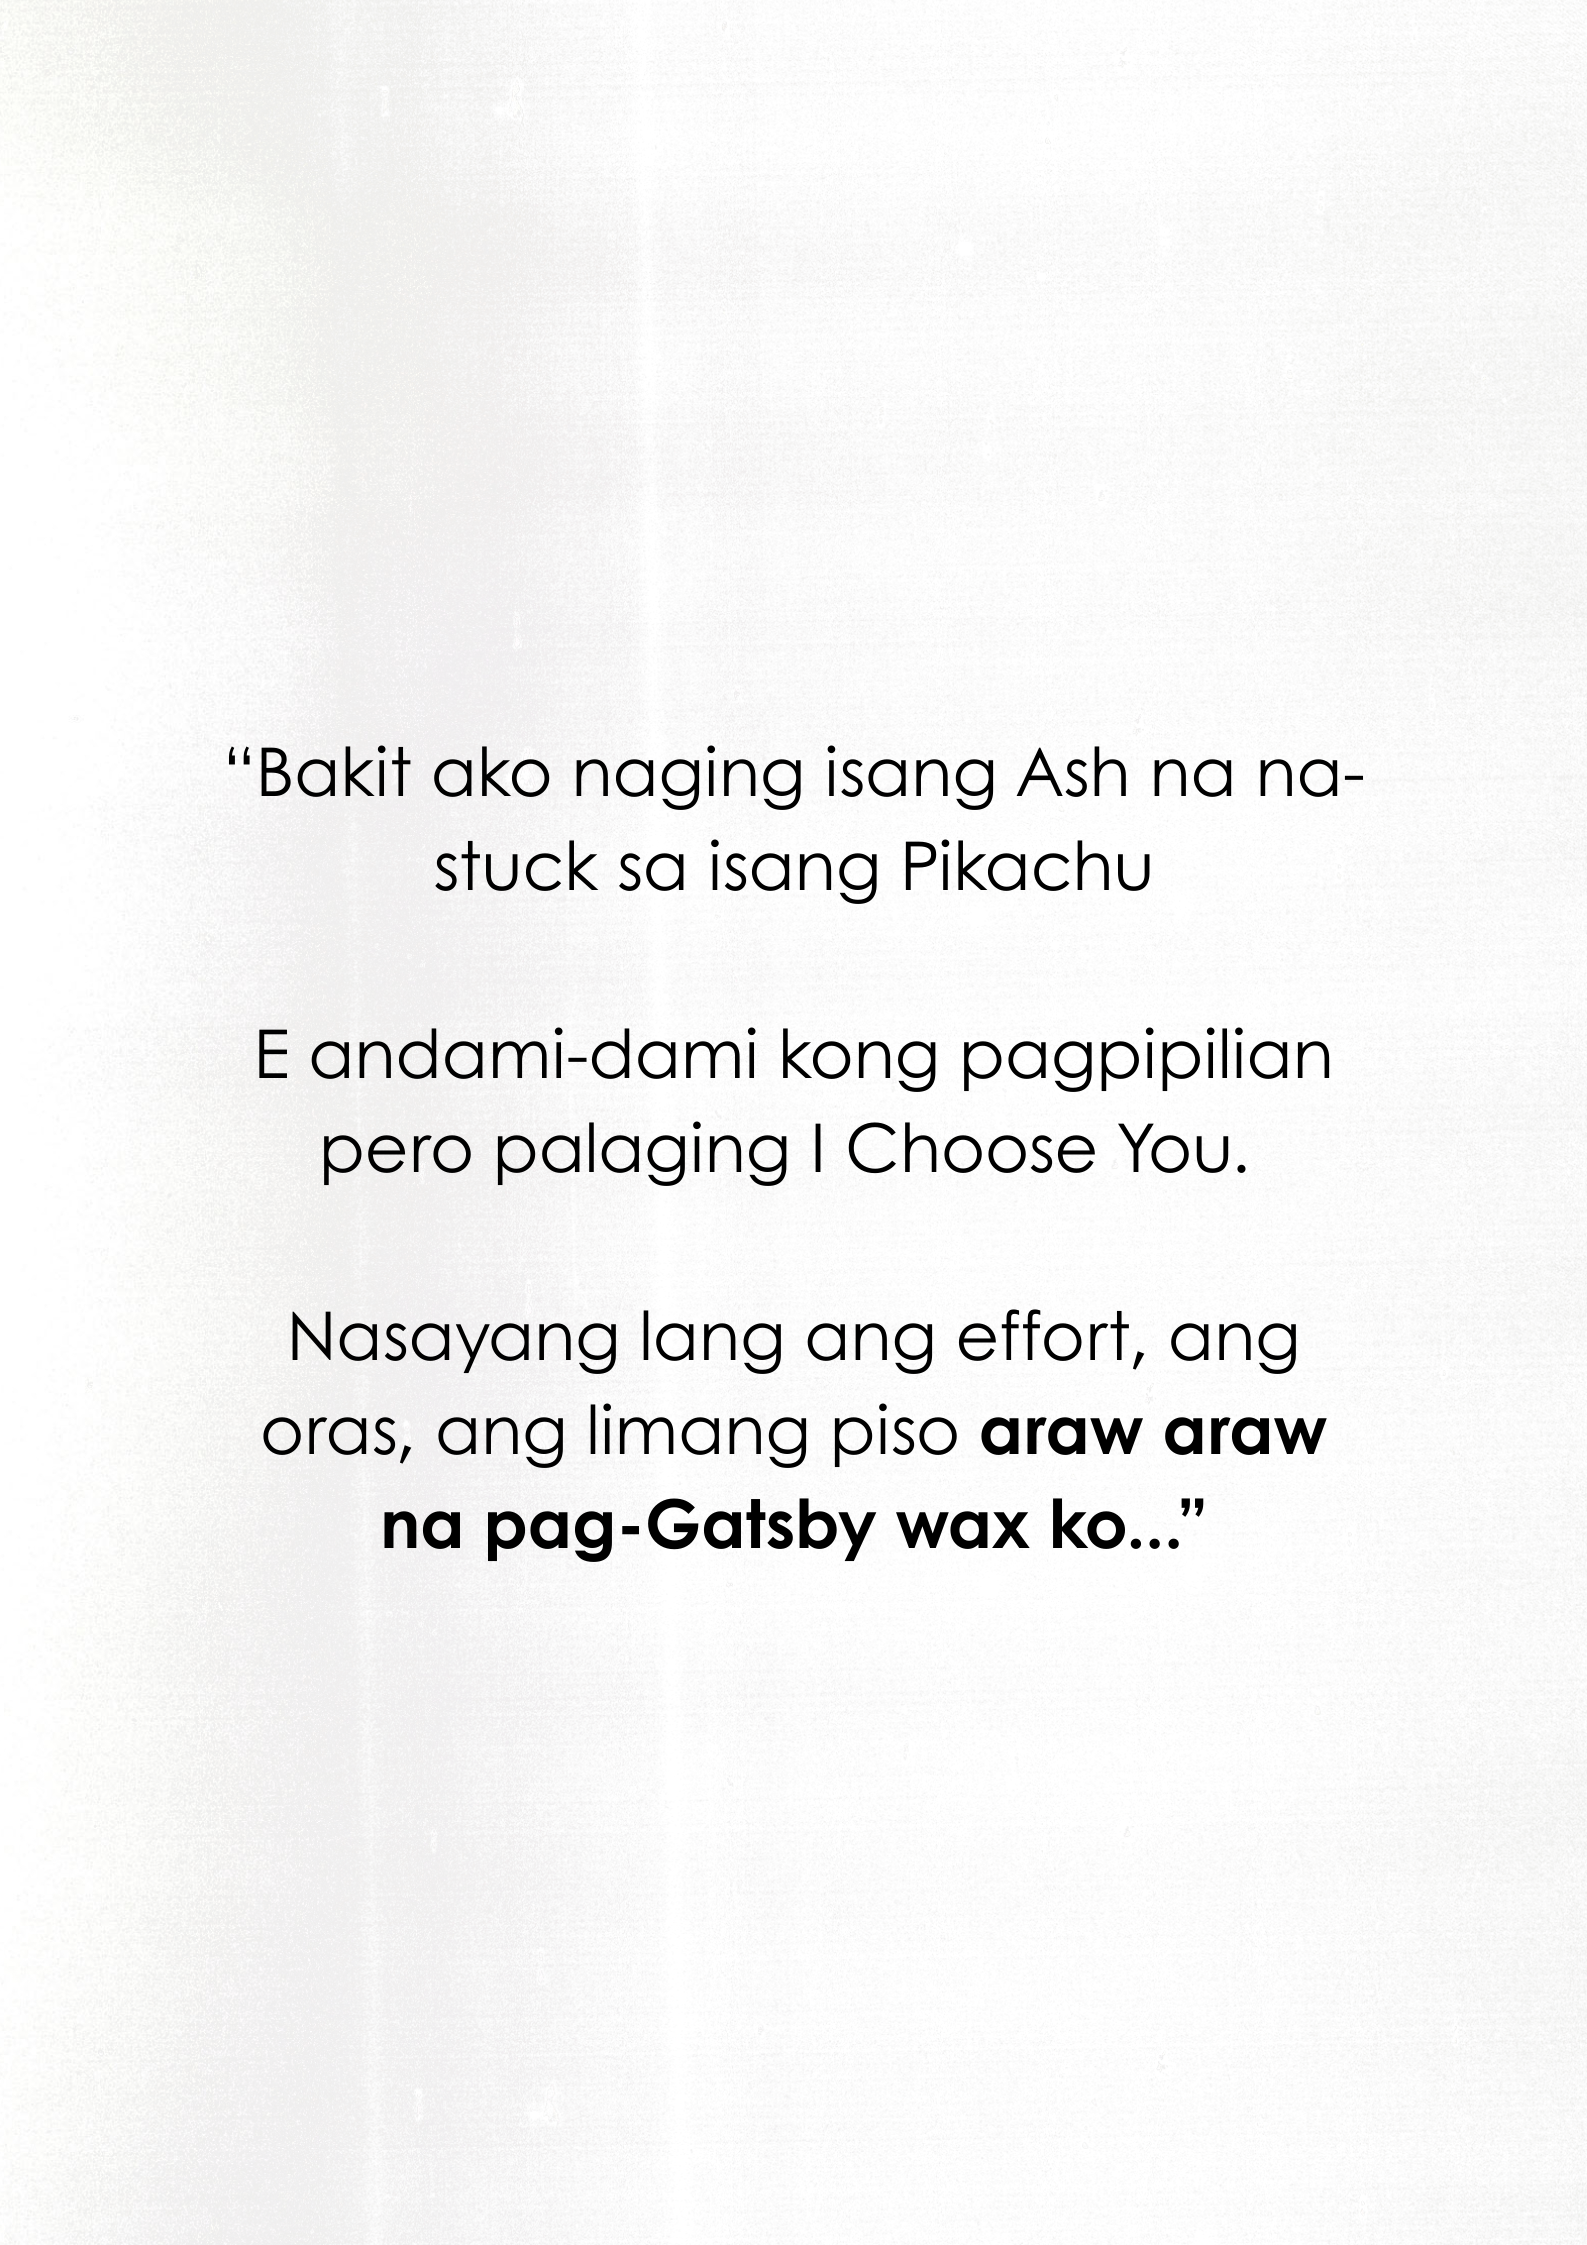 “Bakit ako naging isang Ash na na-
stuck sa isang Pikachu
E andami-dami kong pagpipilian
pero palaging I Choose You.
Nasayang lang ang effort, ang
oras, ang limang piso araw araw
na pag-Gatsby wax ko...”